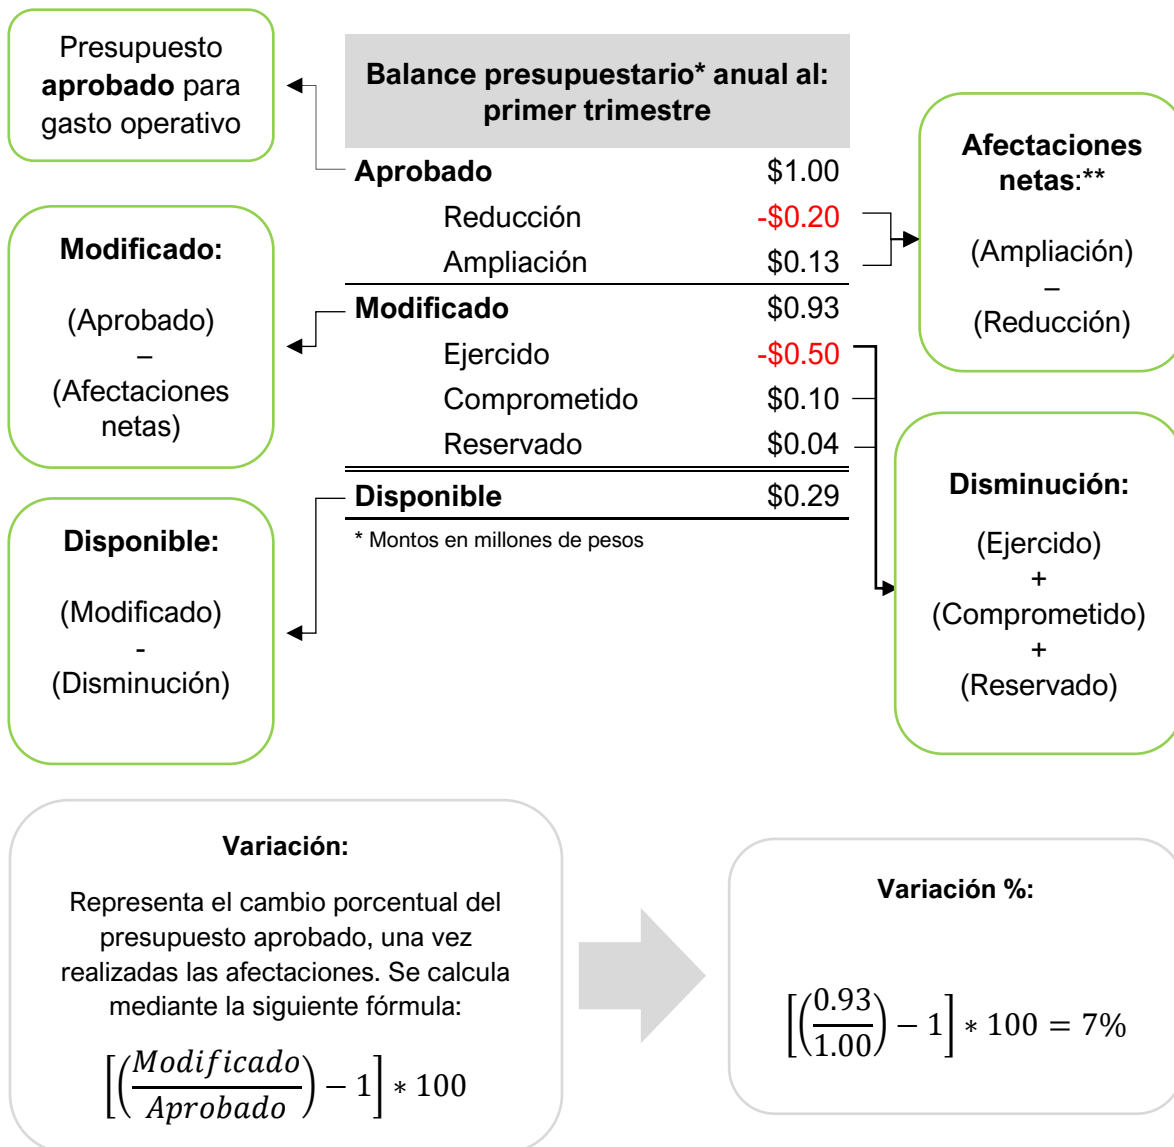 Presupuesto
aprobado para
gasto operativo
Balance presupuestario* anual al:
primer trimestre
Aprobado $1.00
Reducción -$0.20
Ampliación $0.13
Modificado $0.93
Ejercido -$0.50
Comprometido $0.10
Reservado $0.04
Disponible $0.29
* Montos en millones de pesos
Modificado:
(Aprobado)
–
(Afectaciones
netas)
Disponible:
(Modificado)
-
(Disminución)
Afectaciones
netas:**
(Ampliación)
–
(Reducción)
Disminución:
(Ejercido)
+
(Comprometido)
+
(Reservado)
Variación:
Representa el cambio porcentual del
presupuesto aprobado, una vez
realizadas las afectaciones. Se calcula
mediante la siguiente fórmula:
[(Modificado/Aprobado) − 1] ∗ 100
Variación %:
[(0.93/1.00) − 1] ∗ 100 = 7%